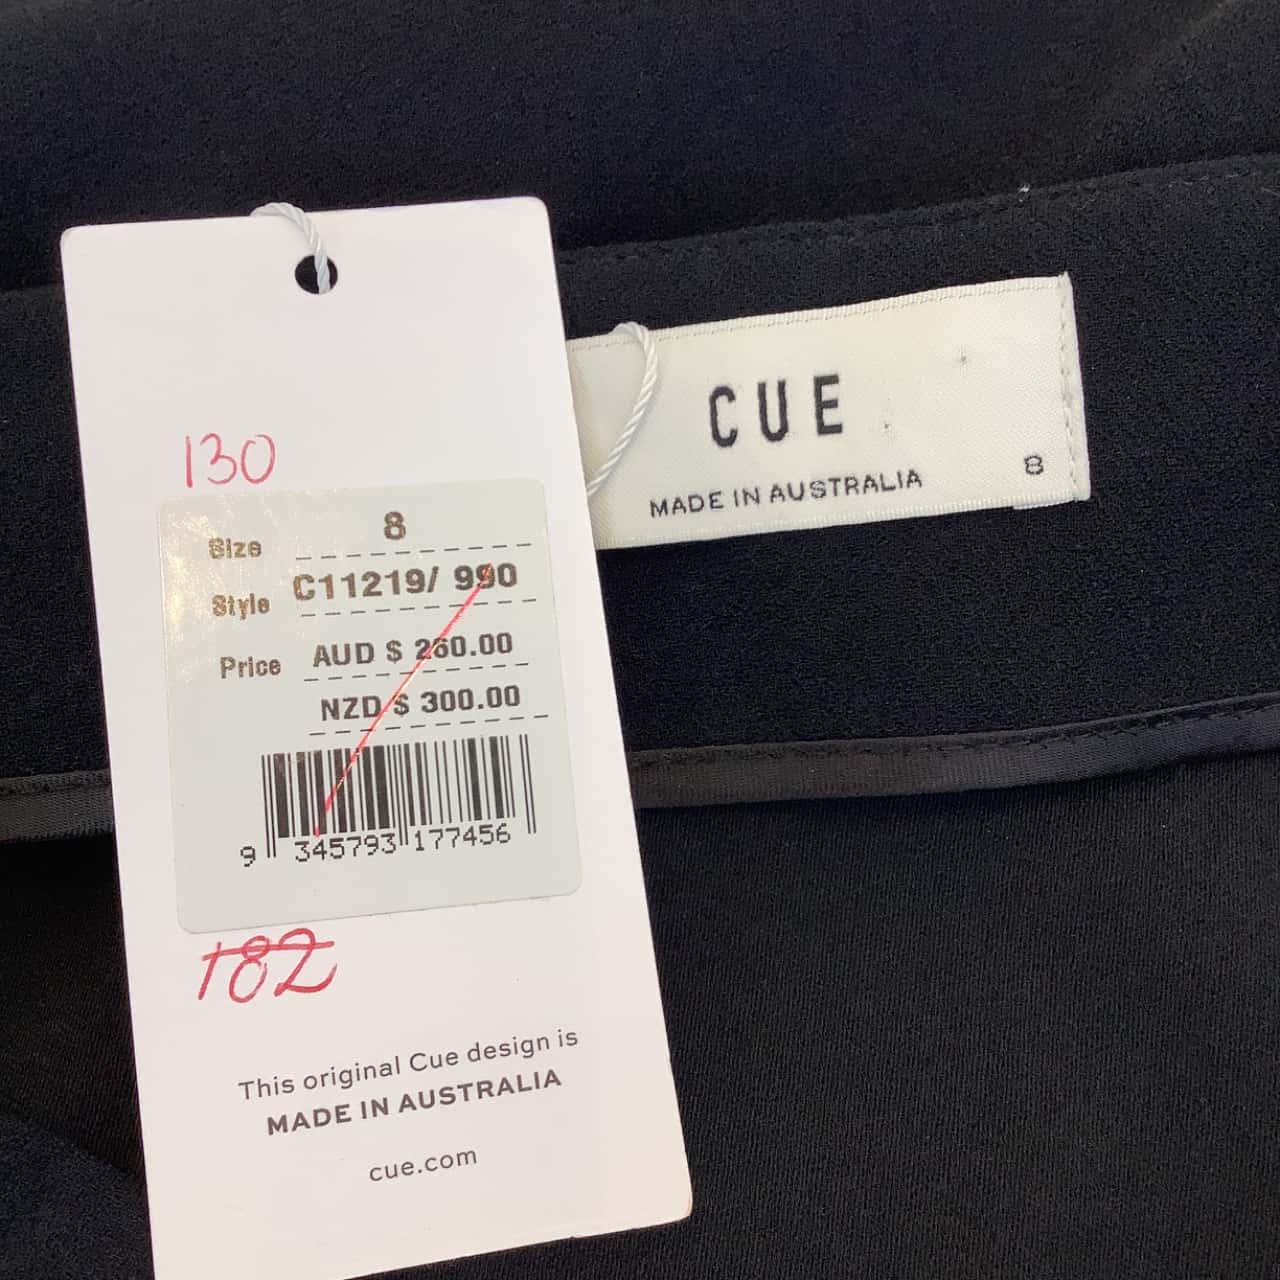 130
Size 8
Style C11219/ 990
Price AUD $ 260.00
NZD $ 300.00
9 345793 177456
182
This original Cue design is
MADE IN AUSTRALIA
cue.com
CUE
MADE IN AUSTRALIA 8